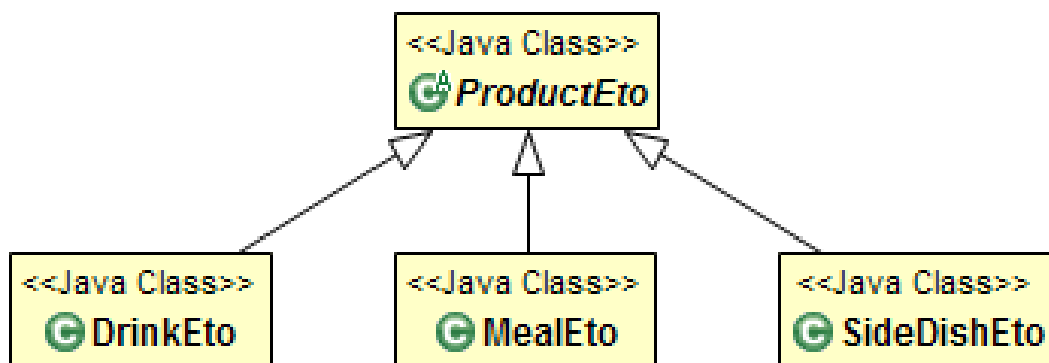 <<Java Class>>
ProductEto
<<Java Class>>
DrinkEto
<<Java Class>>
MealEto
<<Java Class>>
SideDishEto